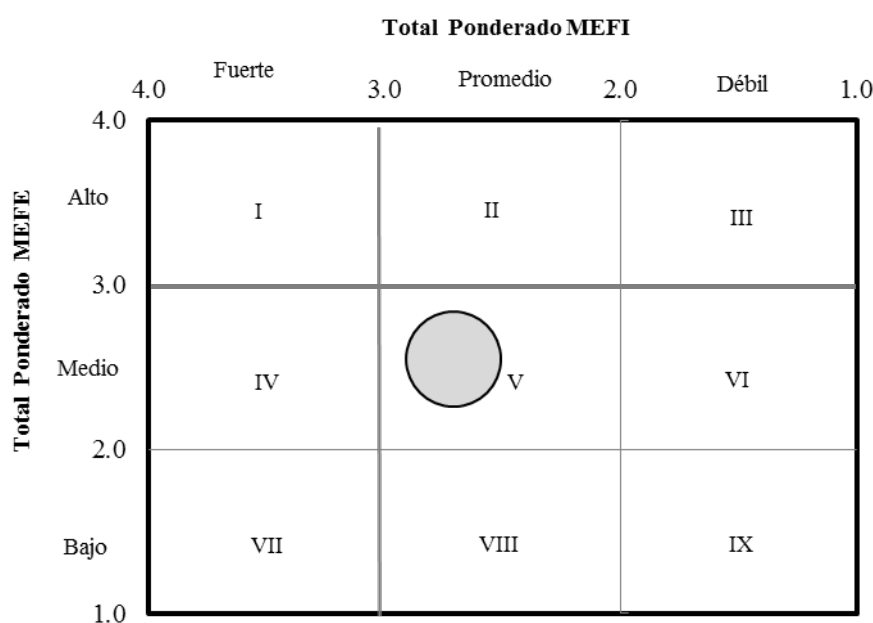 Total Ponderado MEFI
Fuerte Promedio Débil
4.0 3.0 2.0 1.0
4.0
Alto I II III
Total Ponderado MEFE
3.0
Medio IV V VI
2.0
Bajo VII VIII IX
1.0